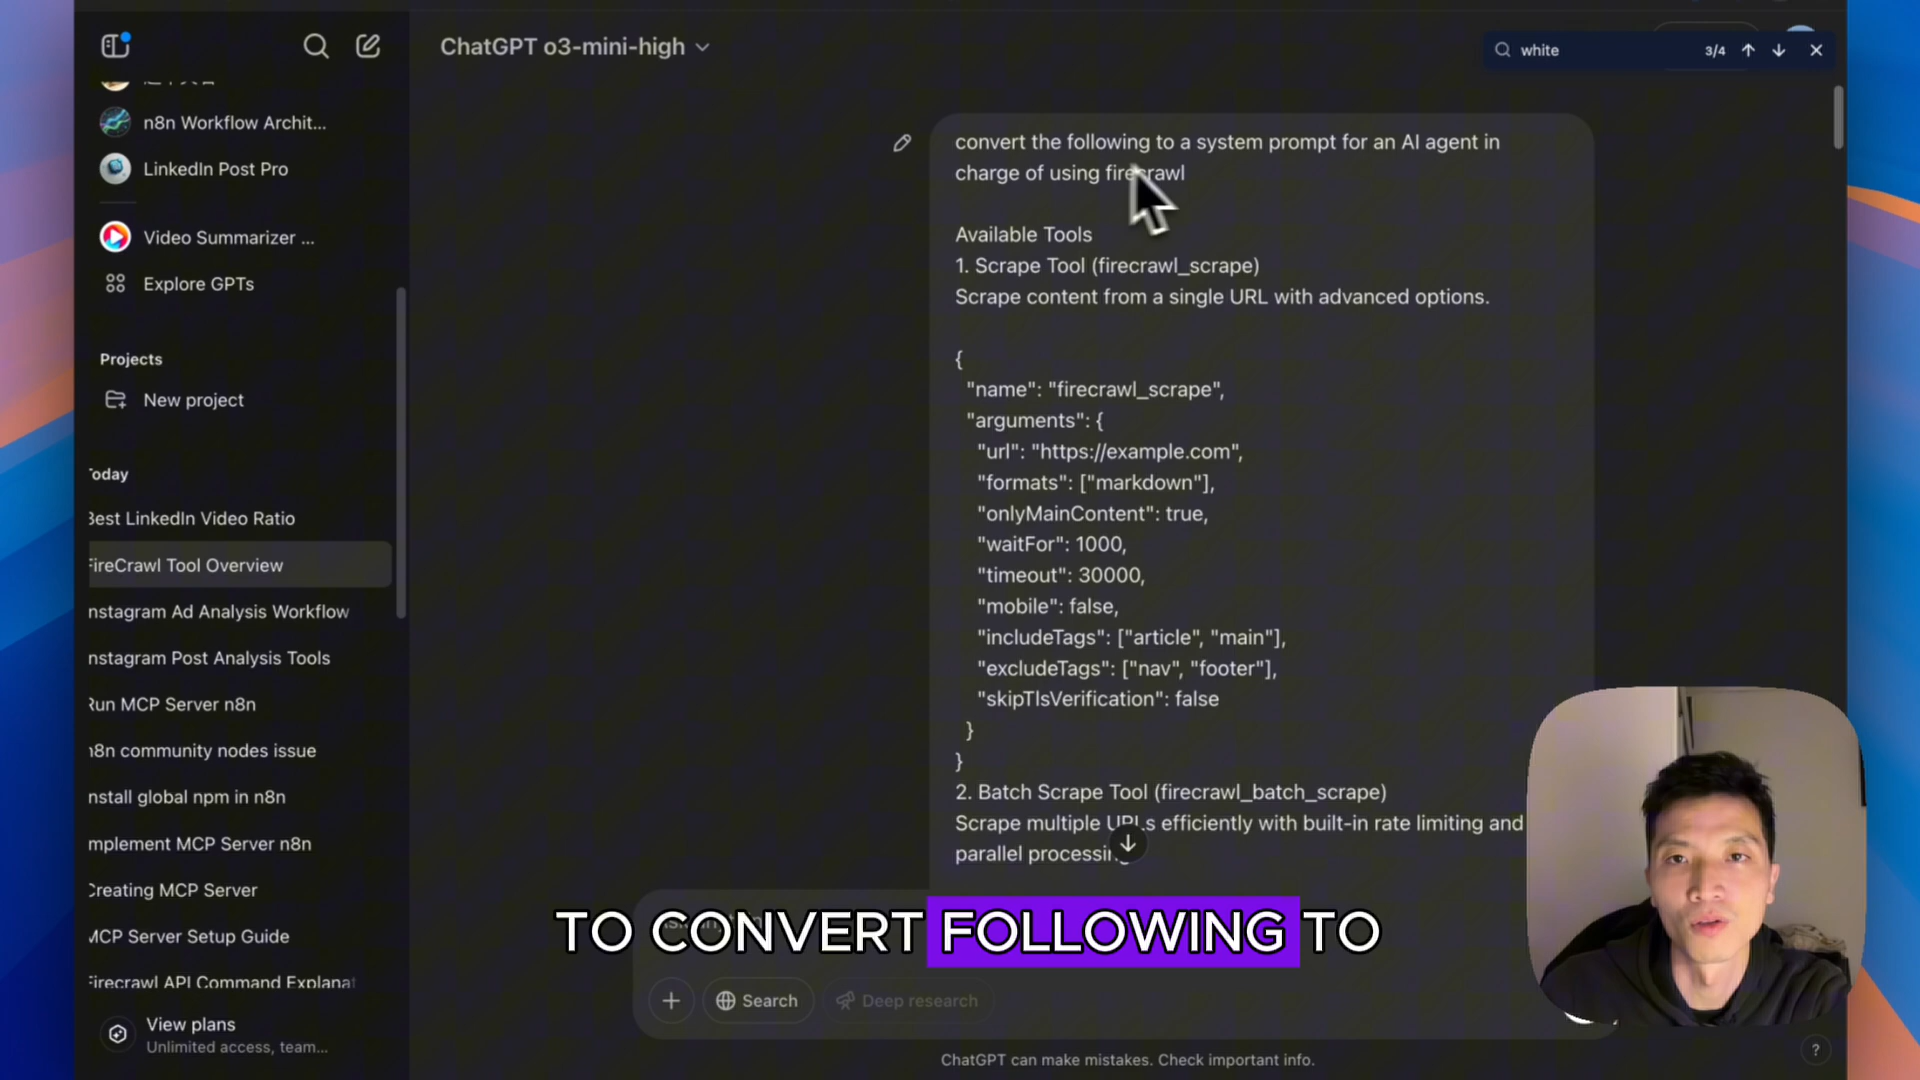 ChatGPT o3-mini-high
white
3/4
n8n Workflow Archit...
LinkedIn Post Pro
Video Summarizer ...
Explore GPTs
Projects
New project
Today
Best LinkedIn Video Ratio
FireCrawl Tool Overview
nstagram Ad Analysis Workflow
nstagram Post Analysis Tools
Run MCP Server n8n
n8n community nodes issue
nstall global npm in n8n
mplement MCP Server n8n
Creating MCP Server
MCP Server Setup Guide
Firecrawl API Command Explanat
View plans
Unlimited access, team...
convert the following to a system prompt for an AI agent in
charge of using firecrawl
Available Tools
1. Scrape Tool (firecrawl_scrape)
Scrape content from a single URL with advanced options.
{
"name": "firecrawl_scrape",
"arguments": {
"url": "https://example.com",
"formats": ["markdown"],
"onlyMainContent": true,
"waitFor": 1000,
"timeout": 30000,
"mobile": false,
"includeTags": ["article", "main"],
"excludeTags": ["nav", "footer"],
"skipTlsVerification": false
}
}
2. Batch Scrape Tool (firecrawl_batch_scrape)
Scrape multiple URLs efficiently with built-in rate limiting and
parallel processing
TO CONVERT FOLLOWING TO
Search
Deep research
ChatGPT can make mistakes. Check important info.
?